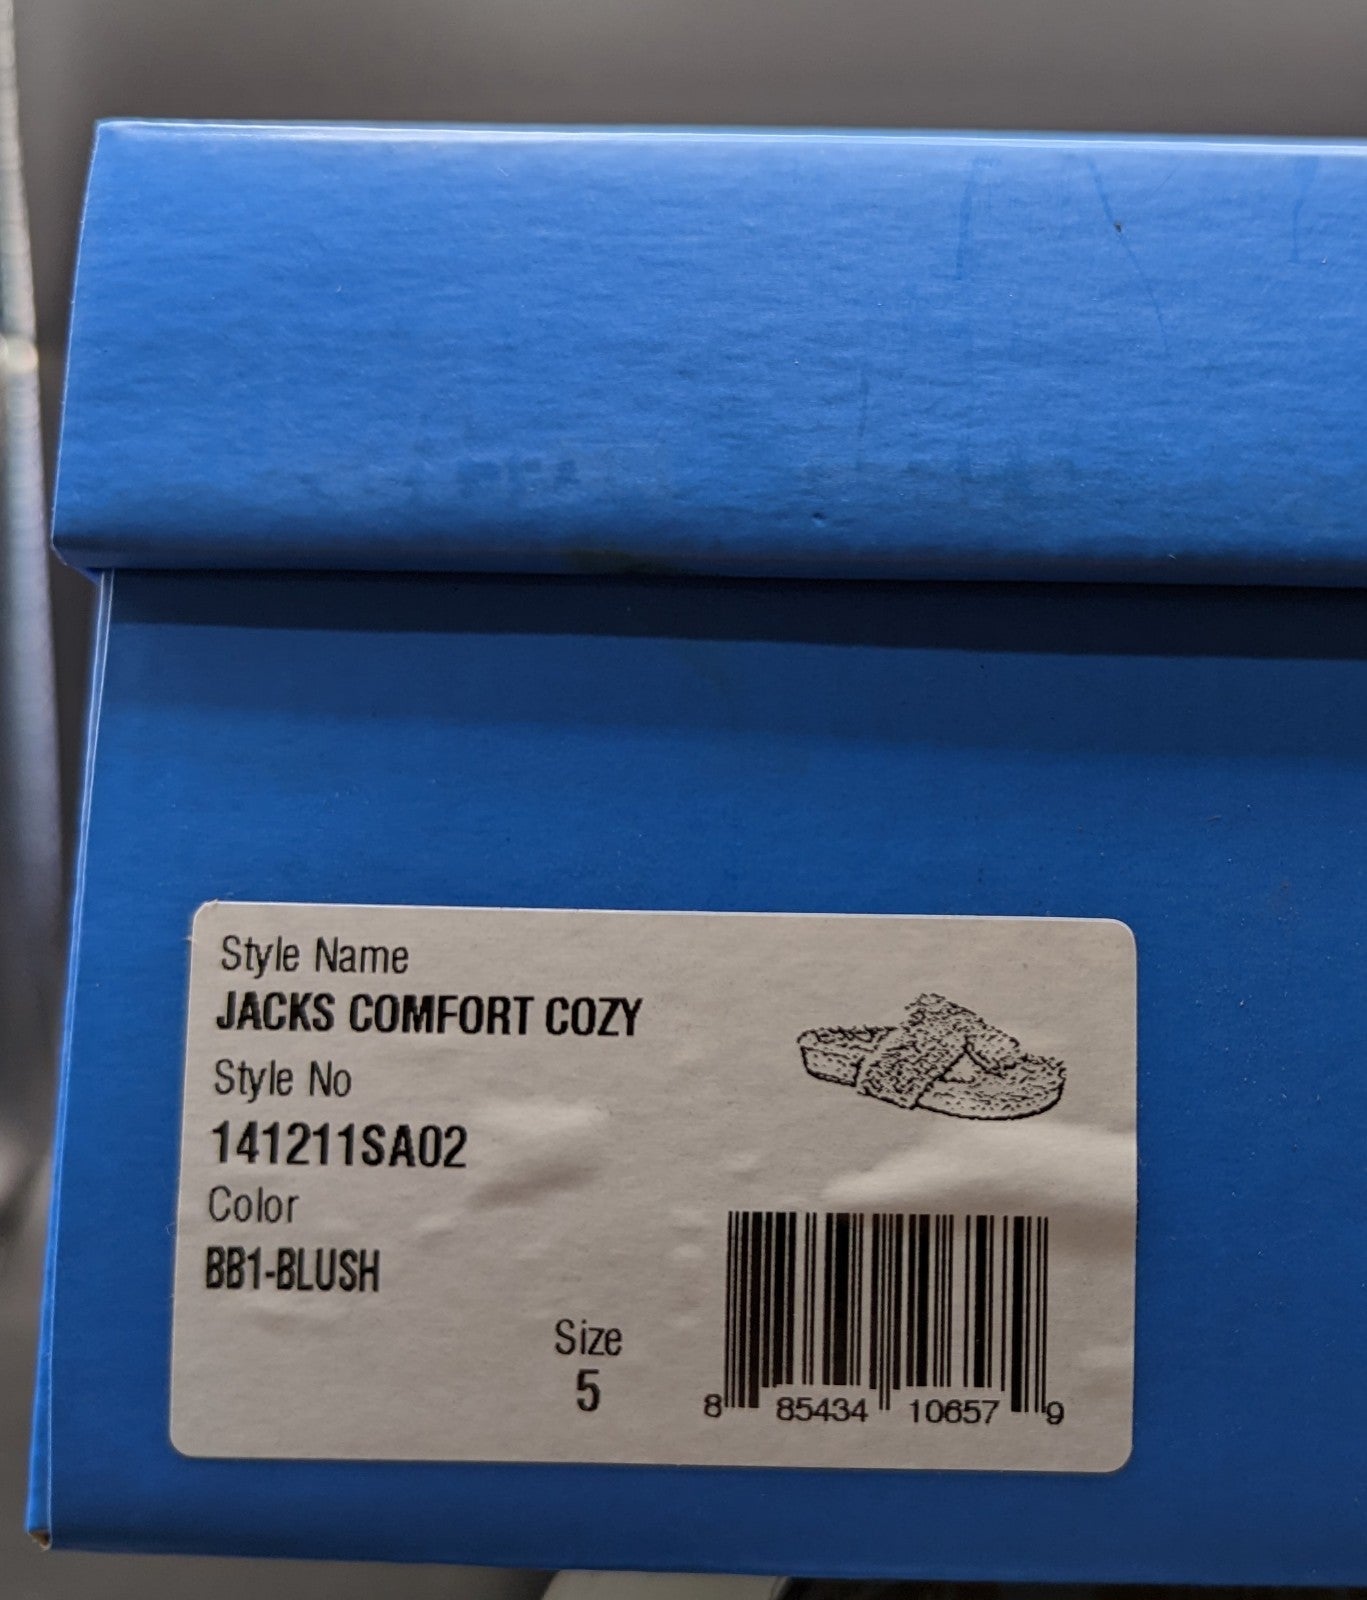 Style Name
JACKS COMFORT COZY
Style No
141211SA02
Color
BB1-BLUSH
Size
5
8 85434 10657 9